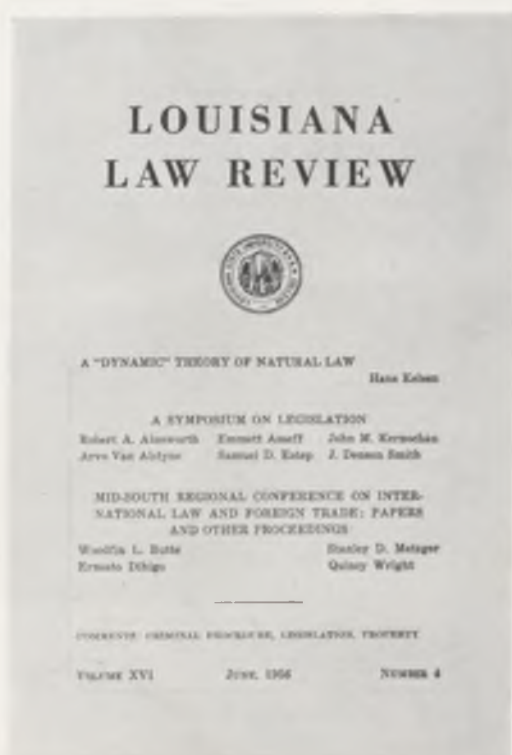 LOUISIANA
LAW REVIEW
A "DYNAMIC" THEORY OF NATURAL LAW
Hans Kelsen
A SYMPOSIUM ON LEGISLATION
Robert A. Ainsworth Emmett Asseff John M. Kernochan
Arvo Van Alstyne Samuel D. Estep J. Denson Smith
MID-SOUTH REGIONAL CONFERENCE ON INTER-
NATIONAL LAW AND FOREIGN TRADE: PAPERS
AND OTHER PROCEEDINGS
Woodfin L. Butte Stanley D. Metzger
Ernesto Dihigo Quincy Wright
COMMENTS: CRIMINAL PROCEDURE, LEGISLATION, PROPERTY
VOLUME XVI JUNE, 1956 NUMBER 4